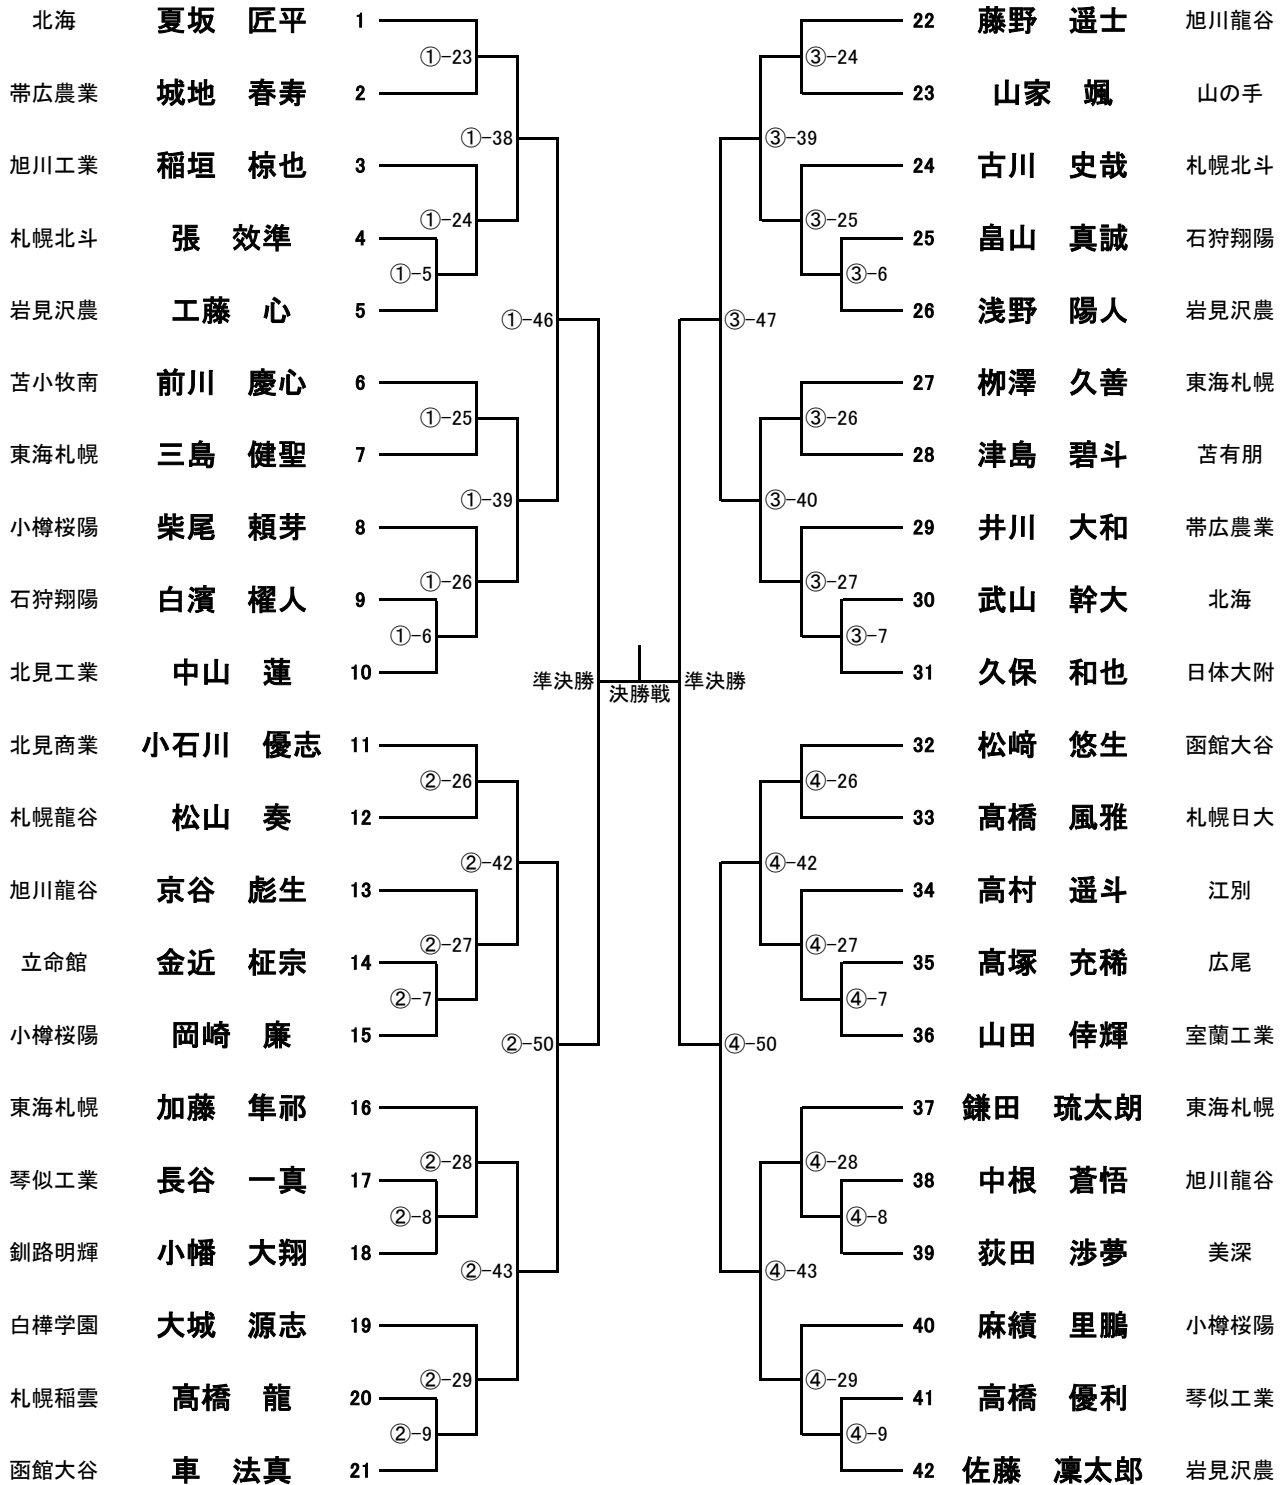 北海 夏坂 匠平 1
①-23
帯広農業 城地 春寿 2
①-38
旭川工業 稲垣 椋也 3
①-24
札幌北斗 張 效準 4
①-5
岩見沢農 工藤 心 5
①-46
苫小牧南 前川 慶心 6
①-25
東海札幌 三島 健聖 7
①-39
小樽桜陽 柴尾 頼芽 8
①-26
石狩翔陽 白濱 櫂人 9
①-6
北見工業 中山 蓮 10
準決勝
北見商業 小石川 優志 11
②-26
札幌龍谷 松山 奏 12
②-42
旭川龍谷 京谷 彪生 13
②-27
立命館 金近 柾宗 14
②-7
小樽桜陽 岡崎 廉 15
②-50
東海札幌 加藤 隼祁 16
②-28
琴似工業 長谷 一真 17
②-8
釧路明輝 小幡 大翔 18
②-43
白樺学園 大城 源志 19
②-29
札幌稲雲 髙橋 龍 20
②-9
函館大谷 車 法真 21
決勝戦
22 藤野 遥士 旭川龍谷
③-24
23 山家 颯 山の手
③-39
24 古川 史哉 札幌北斗
③-25
25 畠山 真誠 石狩翔陽
③-6
26 浅野 陽人 岩見沢農
③-47
27 栁澤 久善 東海札幌
③-26
28 津島 碧斗 苫有朋
③-40
29 井川 大和 帯広農業
③-27
30 武山 幹大 北海
③-7
31 久保 和也 日体大附
準決勝
32 松﨑 悠生 函館大谷
④-26
33 髙橋 風雅 札幌日大
④-42
34 高村 遥斗 江別
④-27
35 髙塚 充稀 広尾
④-7
36 山田 倖輝 室蘭工業
④-50
37 鎌田 琉太朗 東海札幌
④-28
38 中根 蒼悟 旭川龍谷
④-8
39 荻田 渉夢 美深
④-43
40 麻績 里鵬 小樽桜陽
④-29
41 高橋 優利 琴似工業
④-9
42 佐藤 凜太郎 岩見沢農